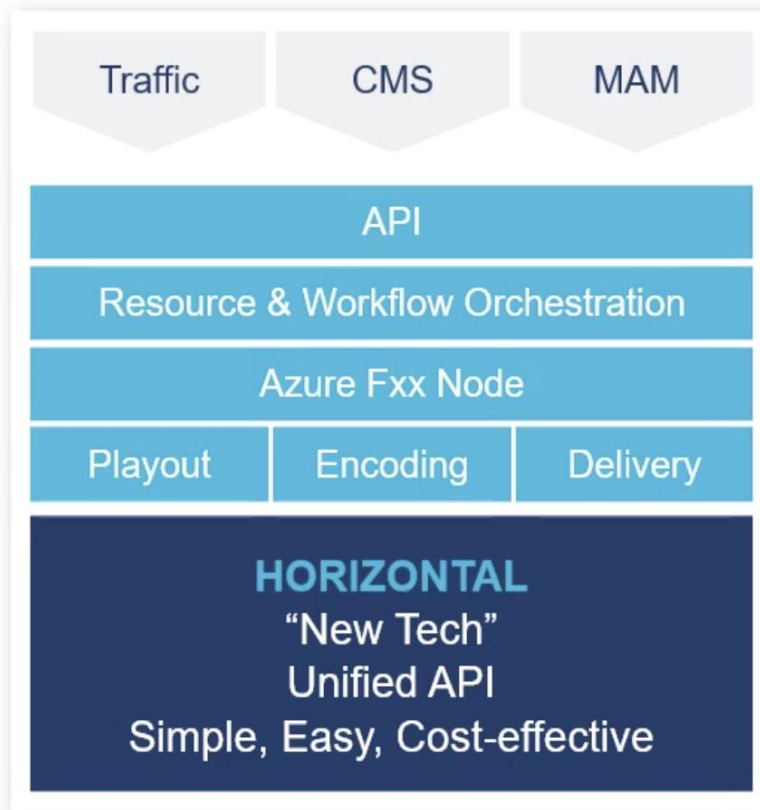 Traffic CMS MAM
API
Resource & Workflow Orchestration
Azure Fxx Node
Playout Encoding Delivery
HORIZONTAL
“New Tech”
Unified API
Simple, Easy, Cost-effective